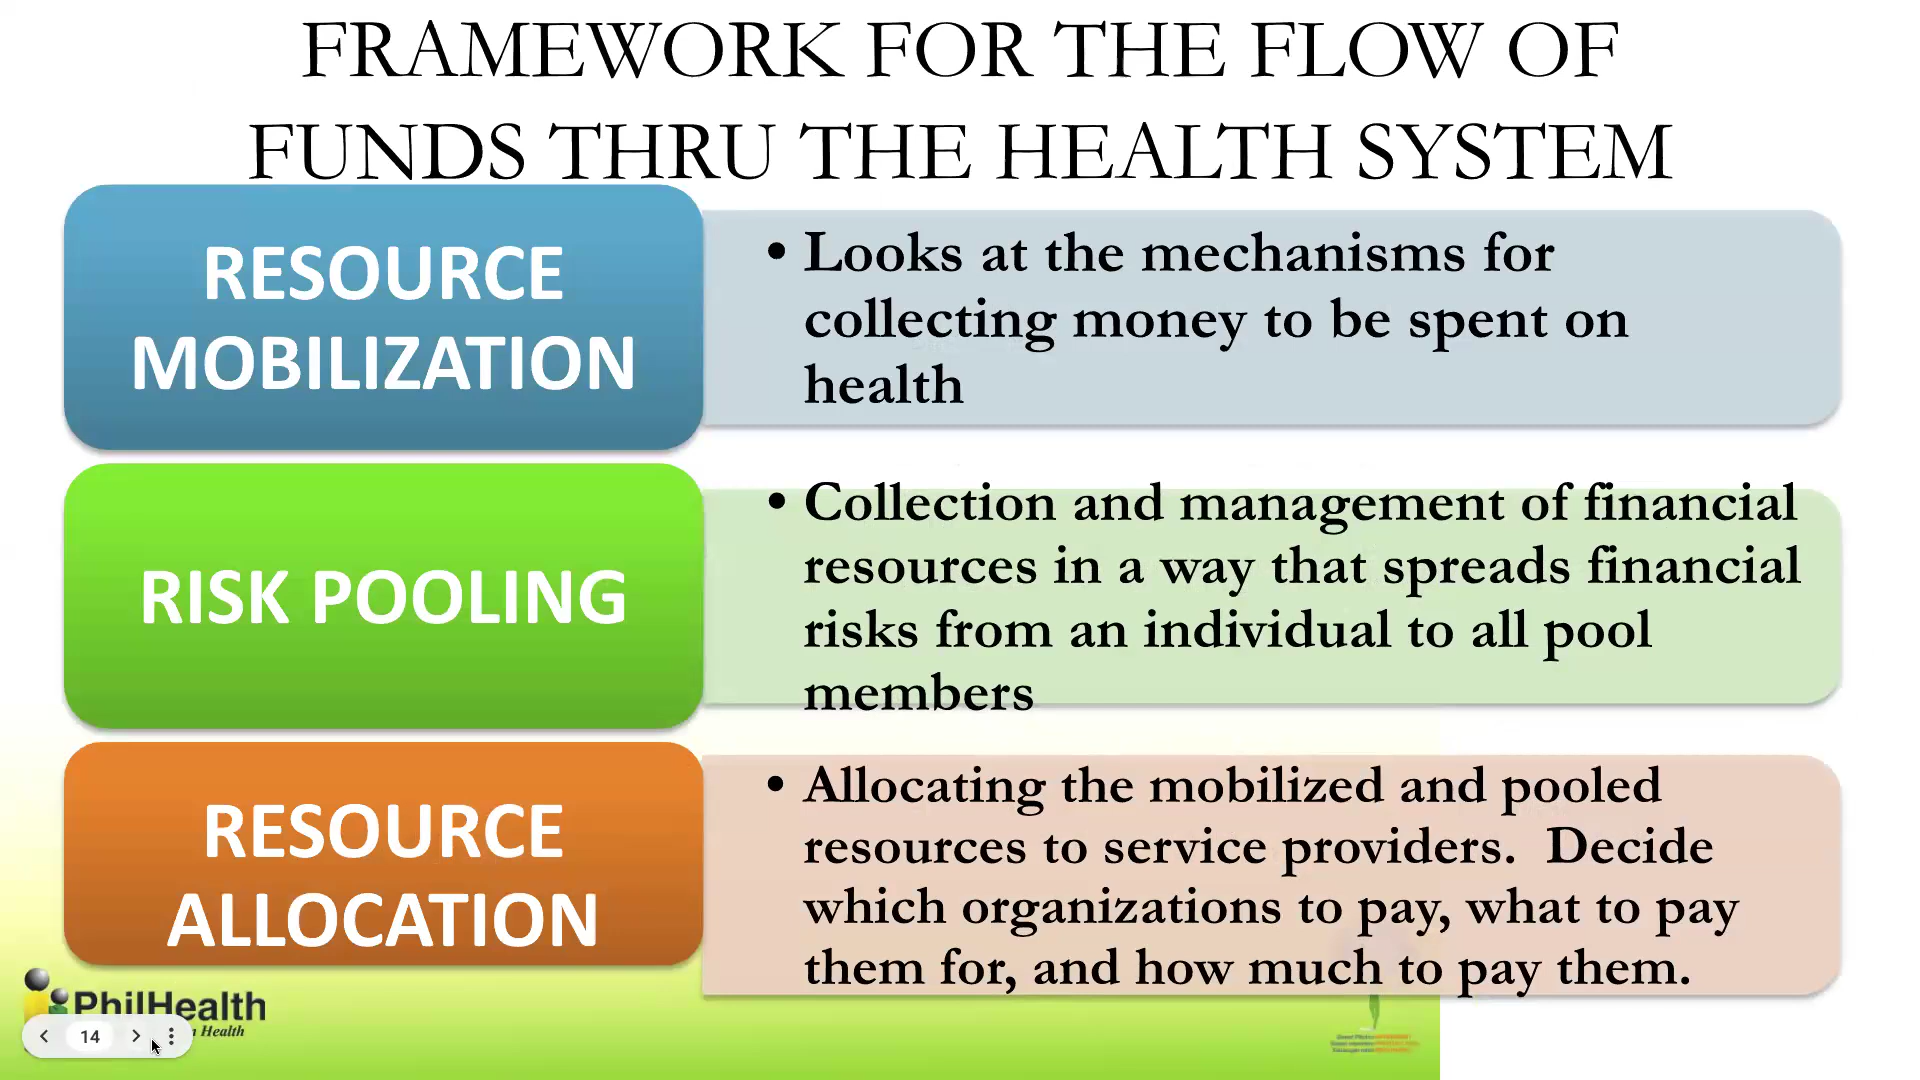 FRAMEWORK FOR THE FLOW OF
FUNDS THRU THE HEALTH SYSTEM
RESOURCE
MOBILIZATION
• Looks at the mechanisms for
collecting money to be spent on
health
RISK POOLING
• Collection and management of financial
resources in a way that spreads financial
risks from an individual to all pool
members
RESOURCE
ALLOCATION
• Allocating the mobilized and pooled
resources to service providers.  Decide
which organizations to pay, what to pay
them for, and how much to pay them.
PhilHealth
Health
14